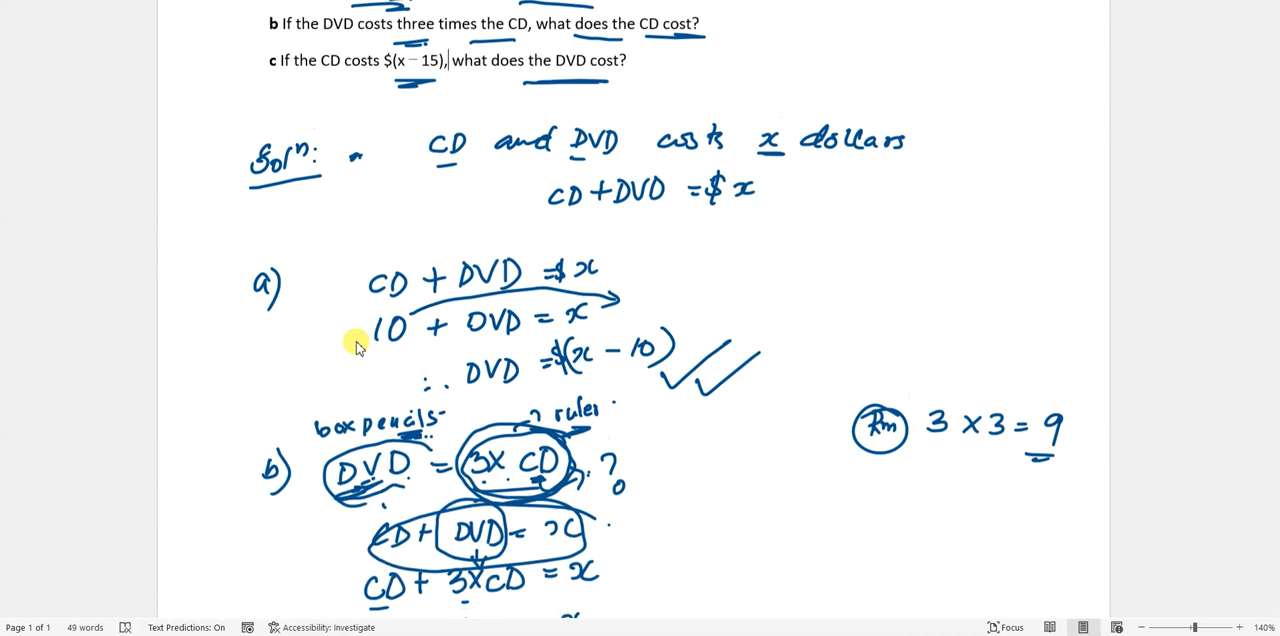 b If the DVD costs three times the CD, what does the CD cost?
c If the CD costs $(x − 15), what does the DVD cost?
Solⁿ: - CD and DVD costs x dollars
CD + DVD = $ x
a) CD + DVD = $ x
10 + DVD = x
∴ DVD = $(x - 10)
box pencils ruler
b) DVD = 3x CD ?
Rm 3 × 3 = 9
CD + DVD = x
CD + 3×CD = x
Page 1 of 1 49 words Text Predictions: On Accessibility: Investigate Focus 140%